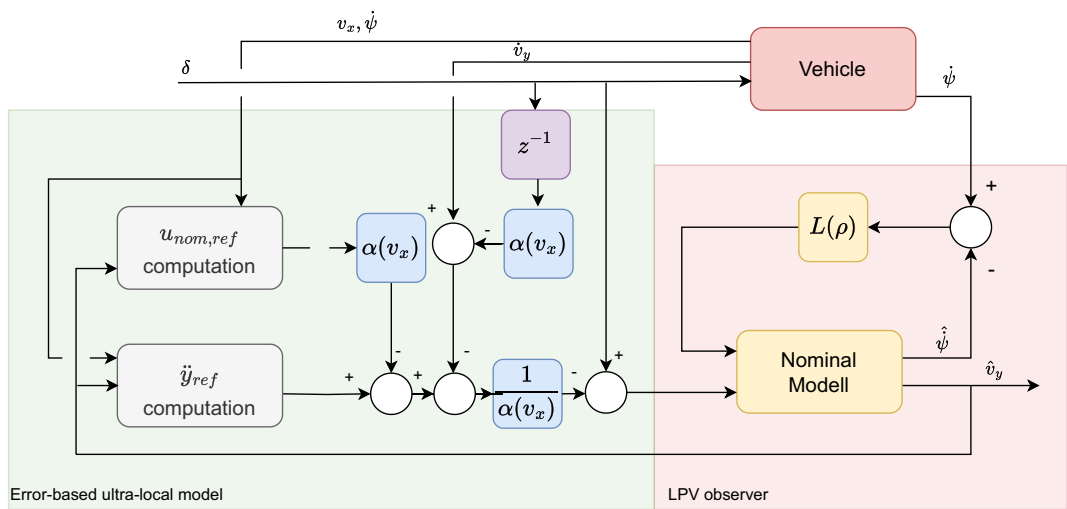 v_x, ψ̇
v̇_y
δ
Vehicle
ψ̇
z⁻¹
+
u_{nom,ref}
computation
α(v_x)
+
-
α(v_x)
L(ρ)
+
-
ÿ_{ref}
computation
-
+
+
-
1
α(v_x)
-
+
Nominal
Modell
ψ̂̇
v̂_y
Error-based ultra-local model
LPV observer